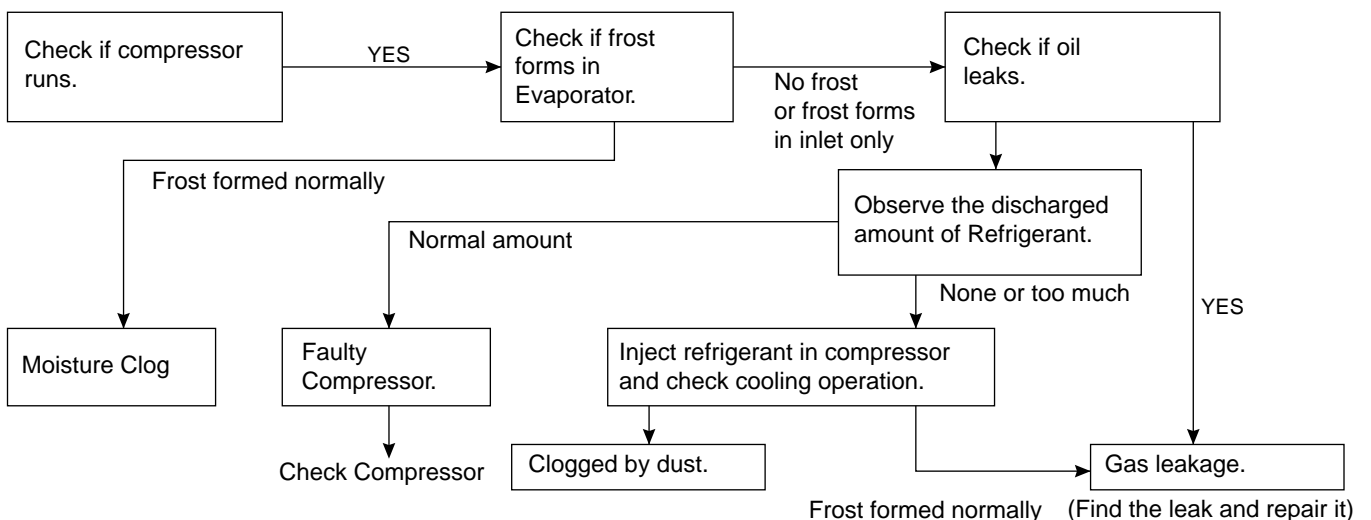 Check if compressor
runs.
YES
Check if frost
forms in
Evaporator.
No frost
or frost forms
in inlet only
Check if oil
leaks.
Frost formed normally
Observe the discharged
amount of Refrigerant.
Normal amount
None or too much
YES
Moisture Clog
Faulty
Compressor.
Inject refrigerant in compressor
and check cooling operation.
Check Compressor
Clogged by dust.
Gas leakage.
Frost formed normally
(Find the leak and repair it)